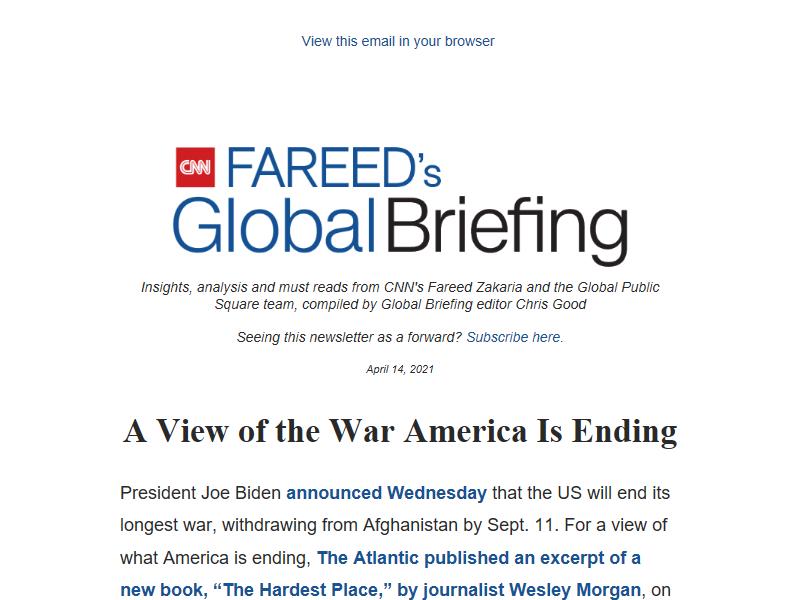 View this email in your browser
CNN FAREED's
Global Briefing
Insights, analysis and must reads from CNN's Fareed Zakaria and the Global Public
Square team, compiled by Global Briefing editor Chris Good
Seeing this newsletter as a forward? Subscribe here.
April 14, 2021
A View of the War America Is Ending
President Joe Biden announced Wednesday that the US will end its
longest war, withdrawing from Afghanistan by Sept. 11. For a view of
what America is ending, The Atlantic published an excerpt of a
new book, “The Hardest Place,” by journalist Wesley Morgan, on